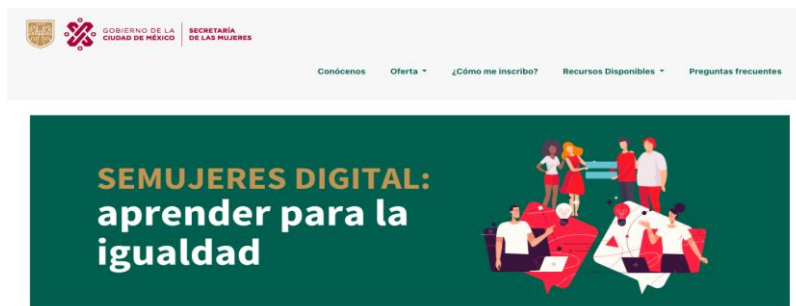 GOBIERNO DE LA
CIUDAD DE MÉXICO
SECRETARÍA
DE LAS MUJERES
Conócenos Oferta ¿Cómo me inscribo? Recursos Disponibles Preguntas frecuentes
SEMUJERES DIGITAL:
aprender para la
igualdad